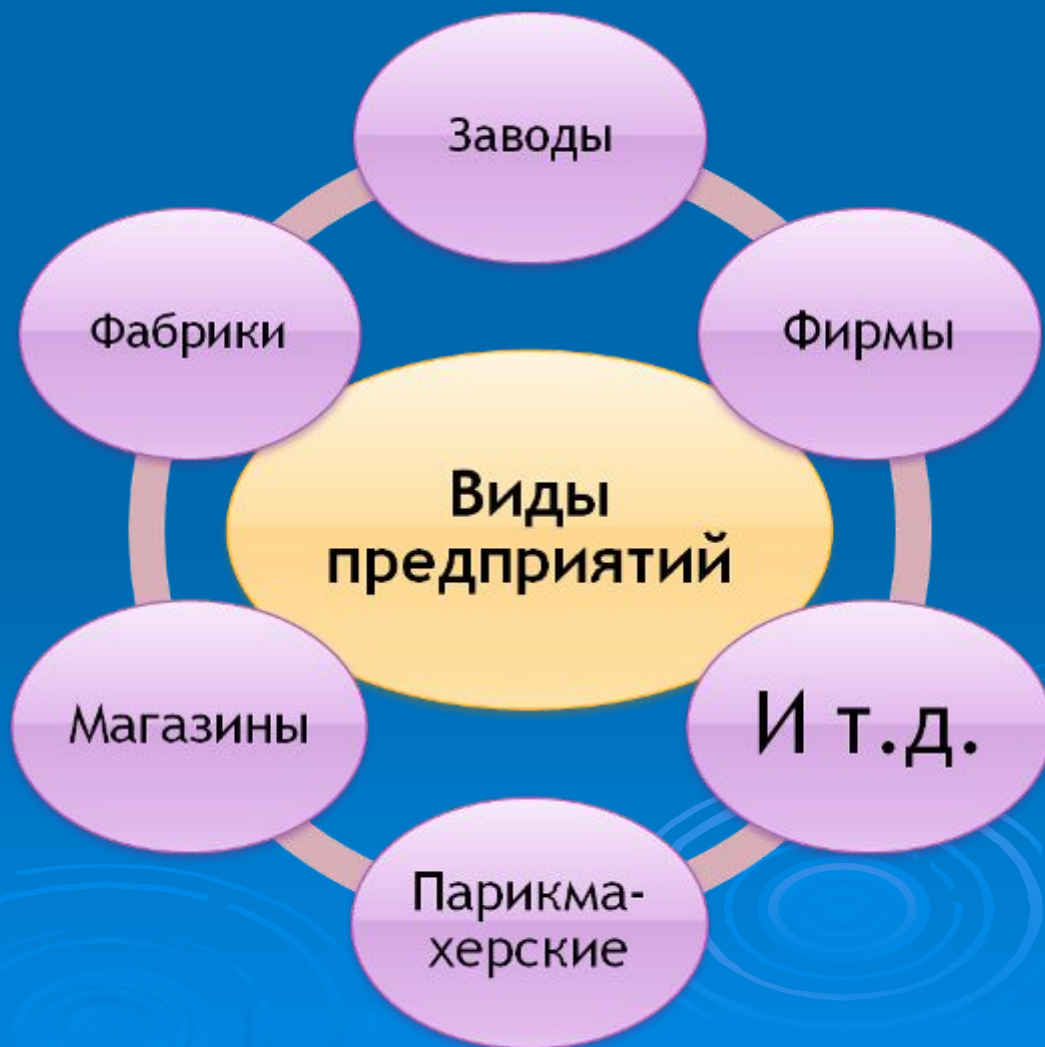 Заводы
Фабрики
Фирмы
Виды
предприятий
Магазины
И т.д.
Парикма-
херские